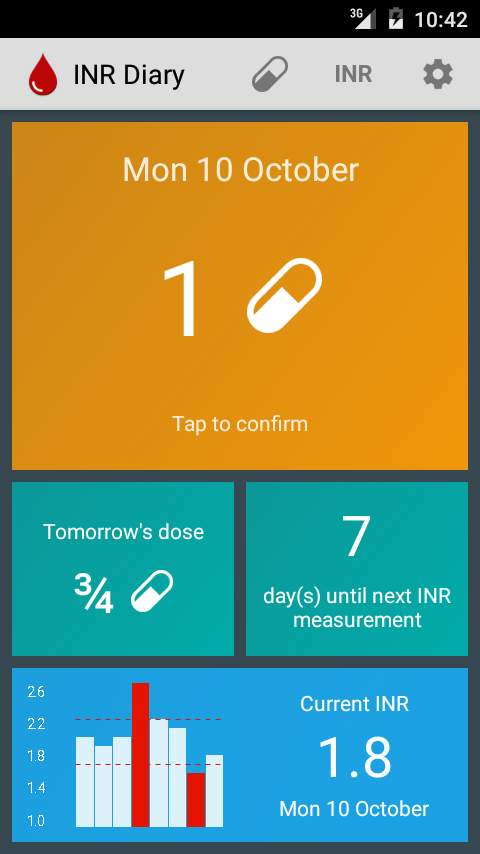 3G
10:42
INR Diary
INR
Mon 10 October
1
Tap to confirm
Tomorrow's dose
¾
7
day(s) until next INR
measurement
2.6
2.2
1.8
1.4
1.0
Current INR
1.8
Mon 10 October